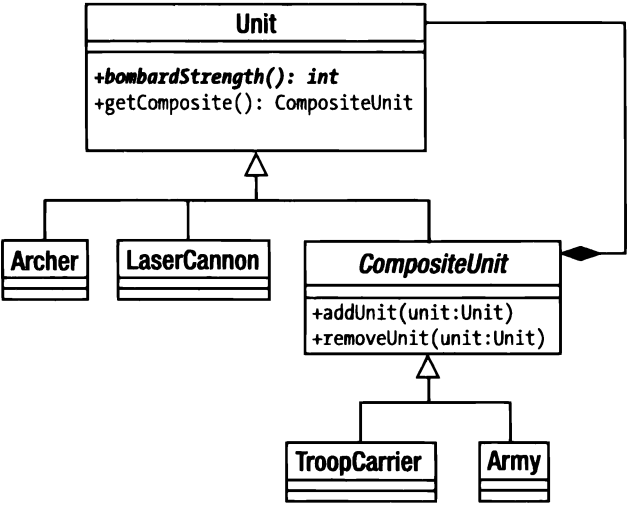 Unit
+bombardStrength(): int
+getComposite(): CompositeUnit
Archer
LaserCannon
CompositeUnit
+addUnit(unit:Unit)
+removeUnit(unit:Unit)
TroopCarrier
Army